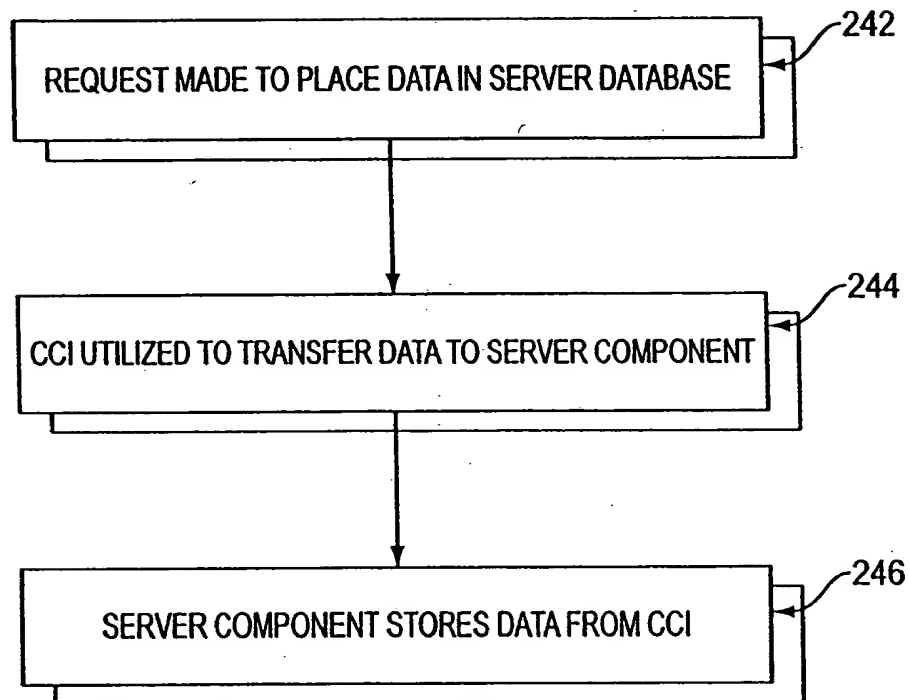 242
REQUEST MADE TO PLACE DATA IN SERVER DATABASE
244
CCI UTILIZED TO TRANSFER DATA TO SERVER COMPONENT
246
SERVER COMPONENT STORES DATA FROM CCI